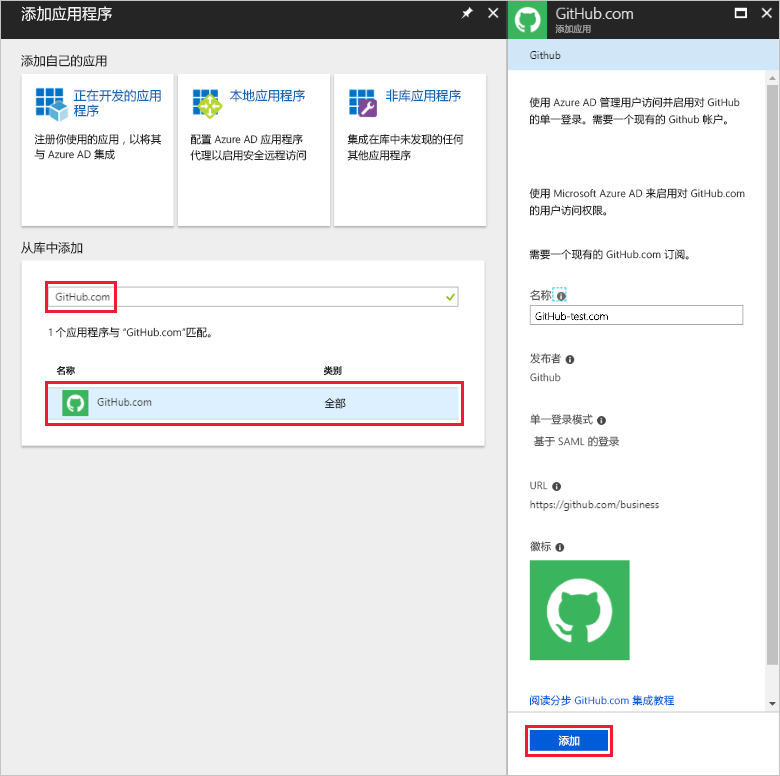 添加应用程序
添加自己的应用
正在开发的应用
程序
注册你使用的应用，以将其
与 Azure AD 集成
本地应用程序
配置 Azure AD 应用程序
代理以启用安全远程访问
非库应用程序
集成在库中未发现的任何
其他应用程序
从库中添加
GitHub.com
1 个应用程序与 “GitHub.com”匹配。
名称 类别
GitHub.com 全部
GitHub.com
添加应用
Github
使用 Azure AD 管理用户访问并启用对 GitHub
的单一登录。需要一个现有的 Github 帐户。
使用 Microsoft Azure AD 来启用对 GitHub.com
的用户访问权限。
需要一个现有的 GitHub.com 订阅。
名称
GitHub-test.com
发布者
Github
单一登录模式
基于 SAML 的登录
URL
https://github.com/business
徽标
阅读分步 GitHub.com 集成教程
添加